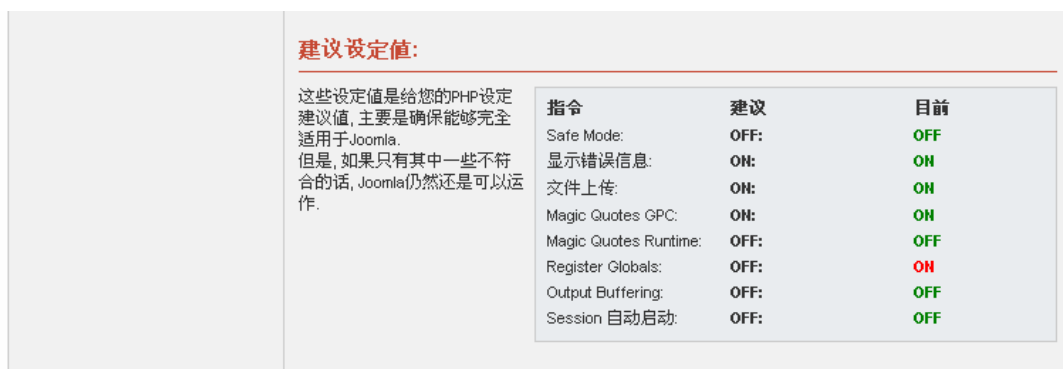 建议设定值:
这些设定值是给您的PHP设定
建议值, 主要是确保能够完全
适用于Joomla.
但是, 如果只有其中一些不符
合的话, Joomla仍然还是可以运
作.
指令 建议 目前
Safe Mode: OFF: OFF
显示错误信息: ON: ON
文件上传: ON: ON
Magic Quotes GPC: ON: ON
Magic Quotes Runtime: OFF: OFF
Register Globals: OFF: ON
Output Buffering: OFF: OFF
Session 自动启动: OFF: OFF